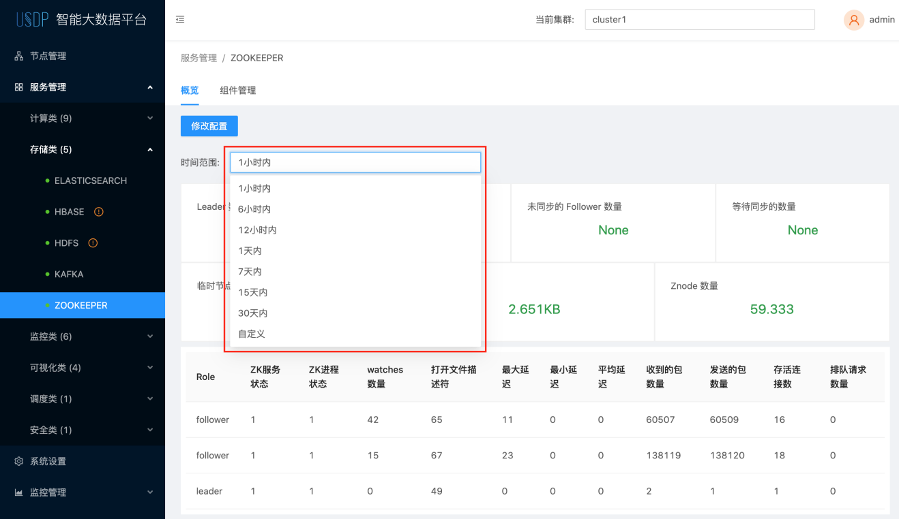 USDP 智能大数据平台
当前集群:
cluster1
admin
节点管理
服务管理
计算类 (9)
存储类 (5)
ELASTICSEARCH
HBASE
HDFS
KAFKA
ZOOKEEPER
监控类 (6)
可视化类 (4)
调度类 (1)
安全类 (1)
系统设置
监控管理
服务管理 / ZOOKEEPER
概览 组件管理
修改配置
时间范围: 1小时内
1小时内
6小时内
12小时内
1天内
7天内
15天内
30天内
自定义
Leader
未同步的 Follower 数量
None
等待同步的数量
None
临时节点
2.651KB
Znode 数量
59.333
Role ZK服务状态 ZK进程状态 watches数量 打开文件描述符 最大延迟 最小延迟 平均延迟 收到的包数量 发送的包数量 存活连接数 排队请求数量
follower 1 1 42 65 11 0 0 60507 60509 16 0
follower 1 1 15 67 23 0 0 138119 138120 18 0
leader 1 1 0 49 0 0 0 2 1 1 0